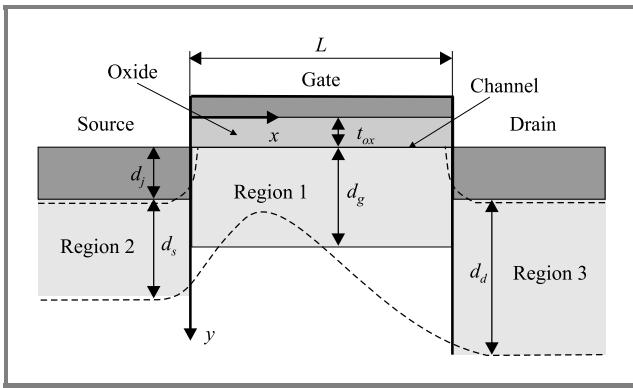 L
Oxide
Gate
Channel
Source
x
t_ox
Drain
d_j
Region 1
d_g
Region 2
d_s
d_d
Region 3
y